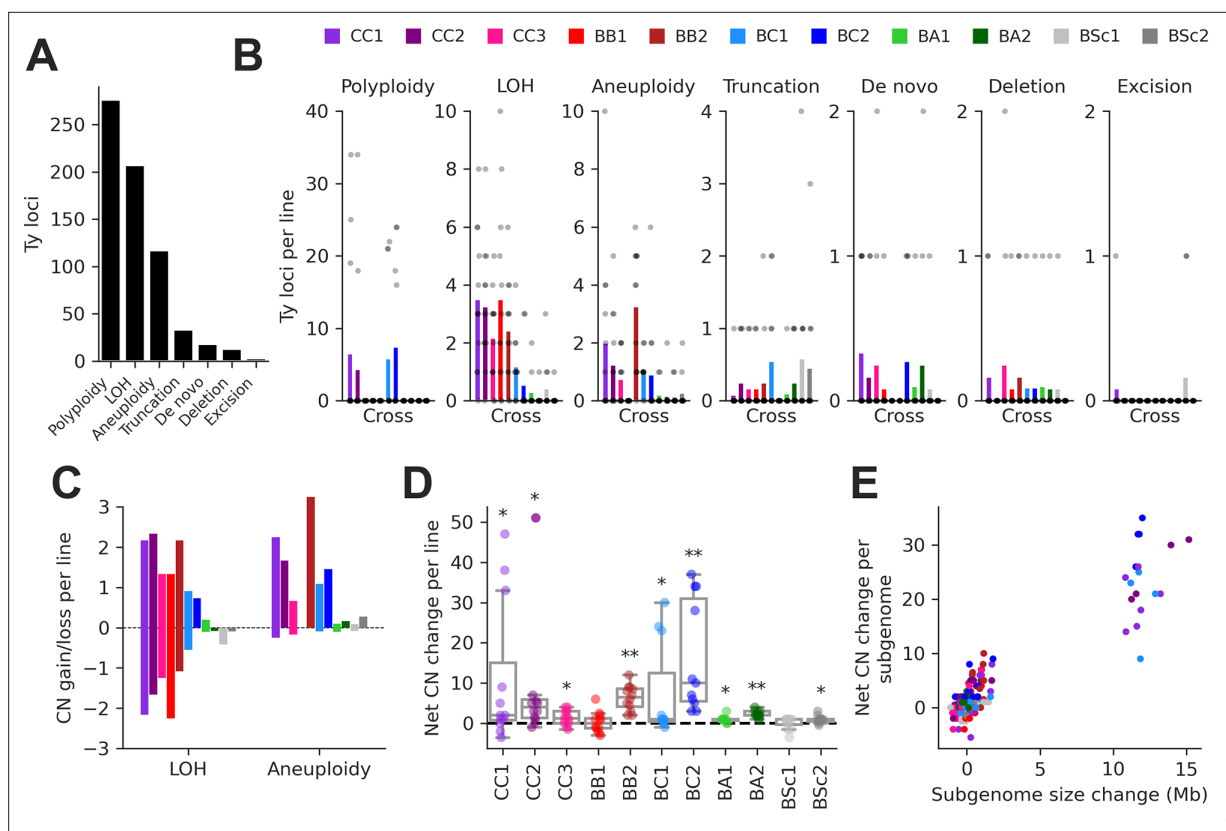 CC1 CC2 CC3 BB1 BB2 BC1 BC2 BA1 BA2 BSc1 BSc2
A
Ty loci
250
200
150
100
50
0
Polyploidy LOH Aneuploidy Truncation De novo Deletion Excision
B
Polyploidy LOH Aneuploidy Truncation De novo Deletion Excision
Ty loci per line
40 10 10 4 2 2 2
30 8 8 3
6 6
20 2 1 1 1
4 4
10 1
2 2
0 0 0 0 0 0 0
Cross Cross Cross Cross Cross Cross Cross
C
CN gain/loss per line
3
2
1
0
−1
−2
−3
LOH Aneuploidy
D
Net CN change per line
50
40
30
20
10
0
* * * ** * ** * ** *
CC1 CC2 CC3 BB1 BB2 BC1 BC2 BA1 BA2 BSc1 BSc2
E
Net CN change per
subgenome
30
20
10
0
0 5 10 15
Subgenome size change (Mb)